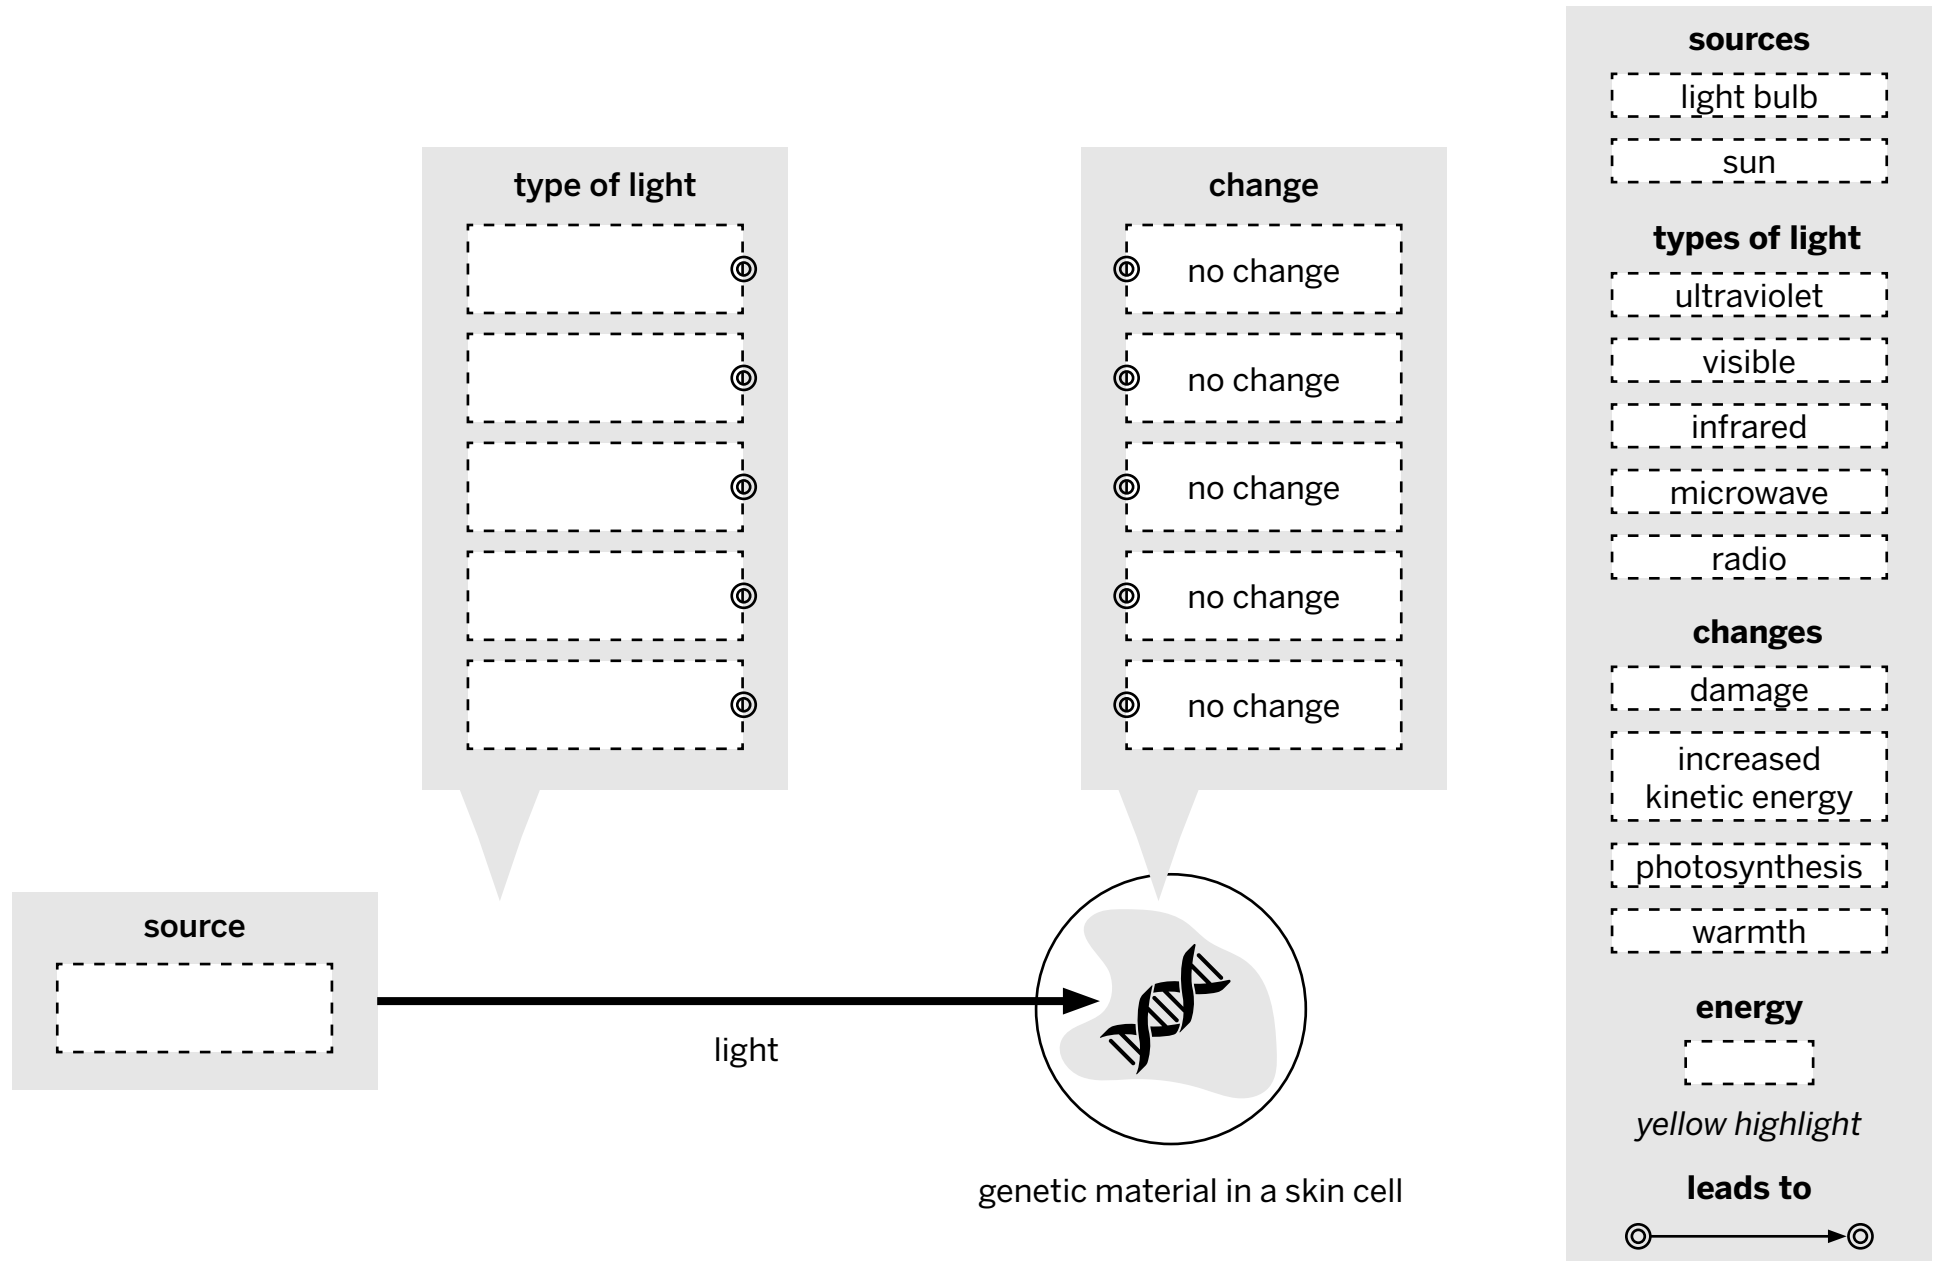 type of light
change
no change
no change
no change
no change
no change
source
light
genetic material in a skin cell
sources
light bulb
sun
types of light
ultraviolet
visible
infrared
microwave
radio
changes
damage
increased
kinetic energy
photosynthesis
warmth
energy
yellow highlight
leads to